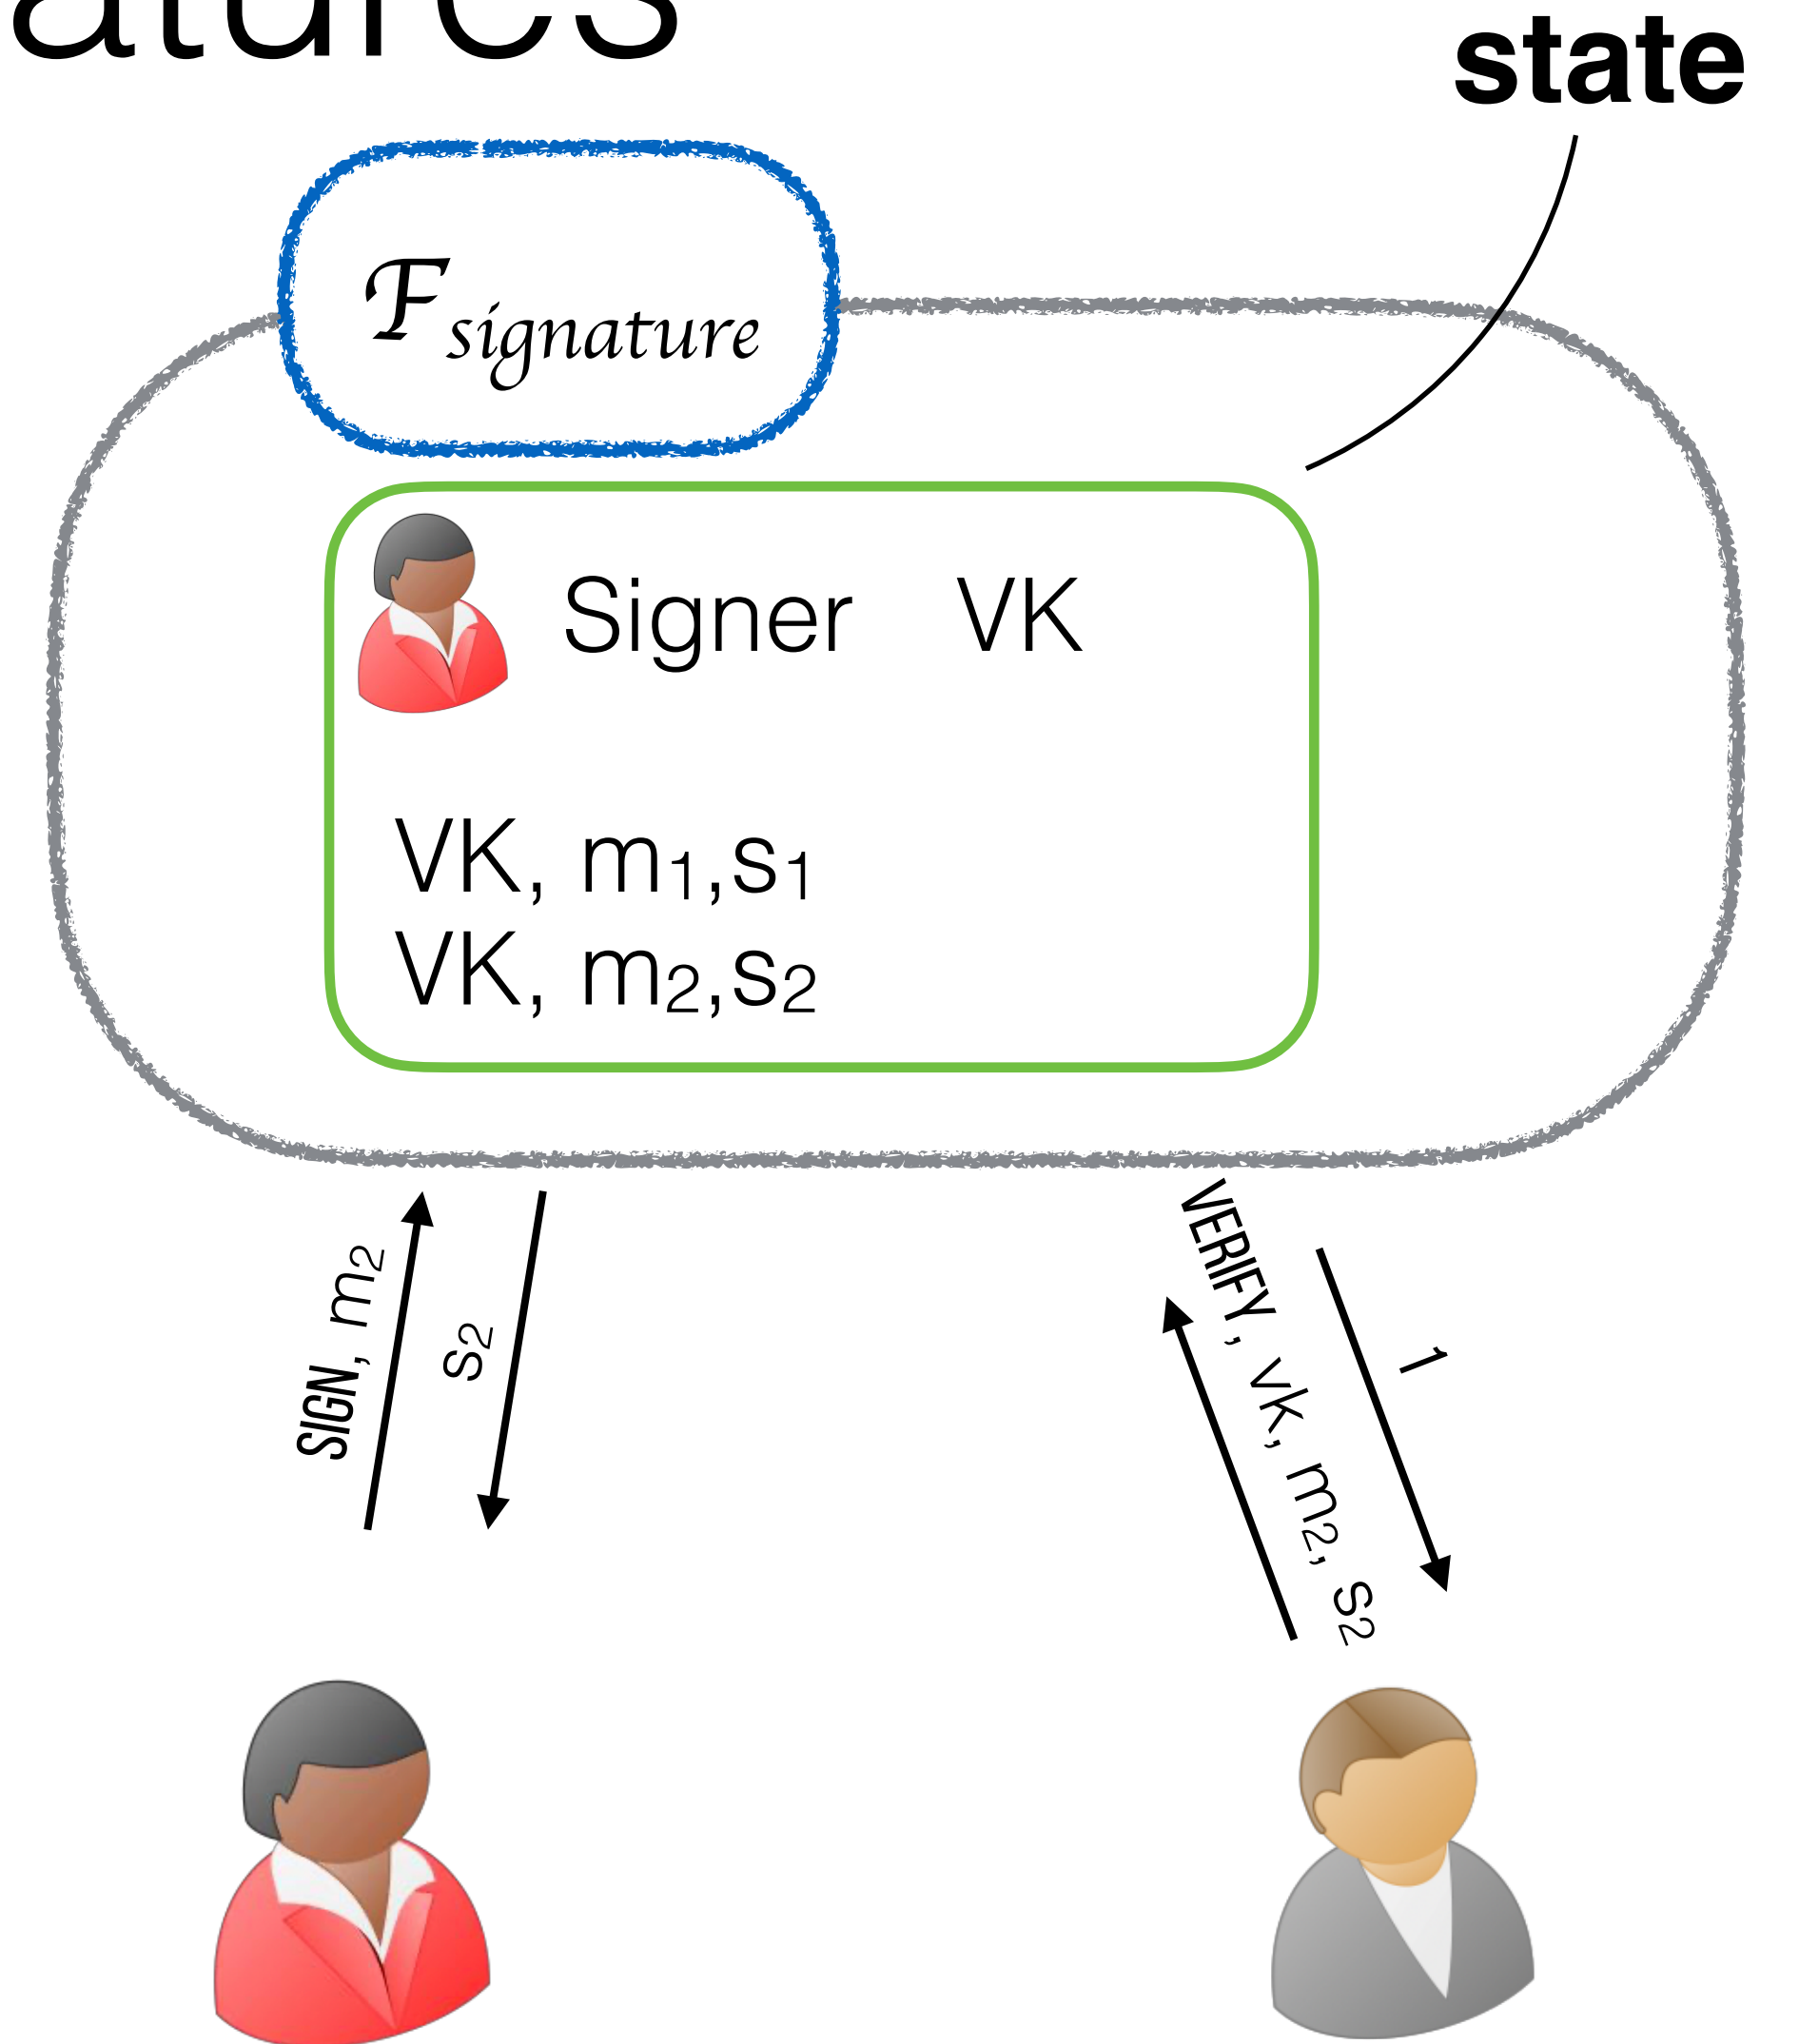 atures
state
ℱsignature
Signer VK
VK, m₁,s₁
VK, m₂,s₂
SIGN, m₂
s₂
VERIFY, vk, m₂, s₂
1